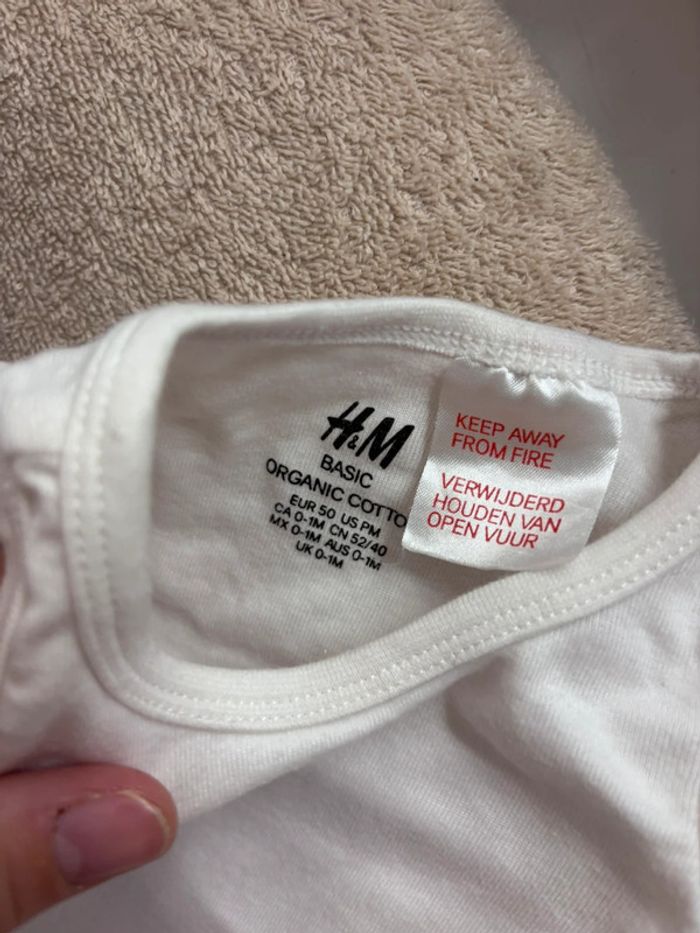 H&M
BASIC
ORGANIC COTTO
EUR 50 US PM
CA 0-1M CN 52/40
MX 0-1M AUS 0-1M
UK 0-1M
KEEP AWAY
FROM FIRE
VERWIJDERD
HOUDEN VAN
OPEN VUUR